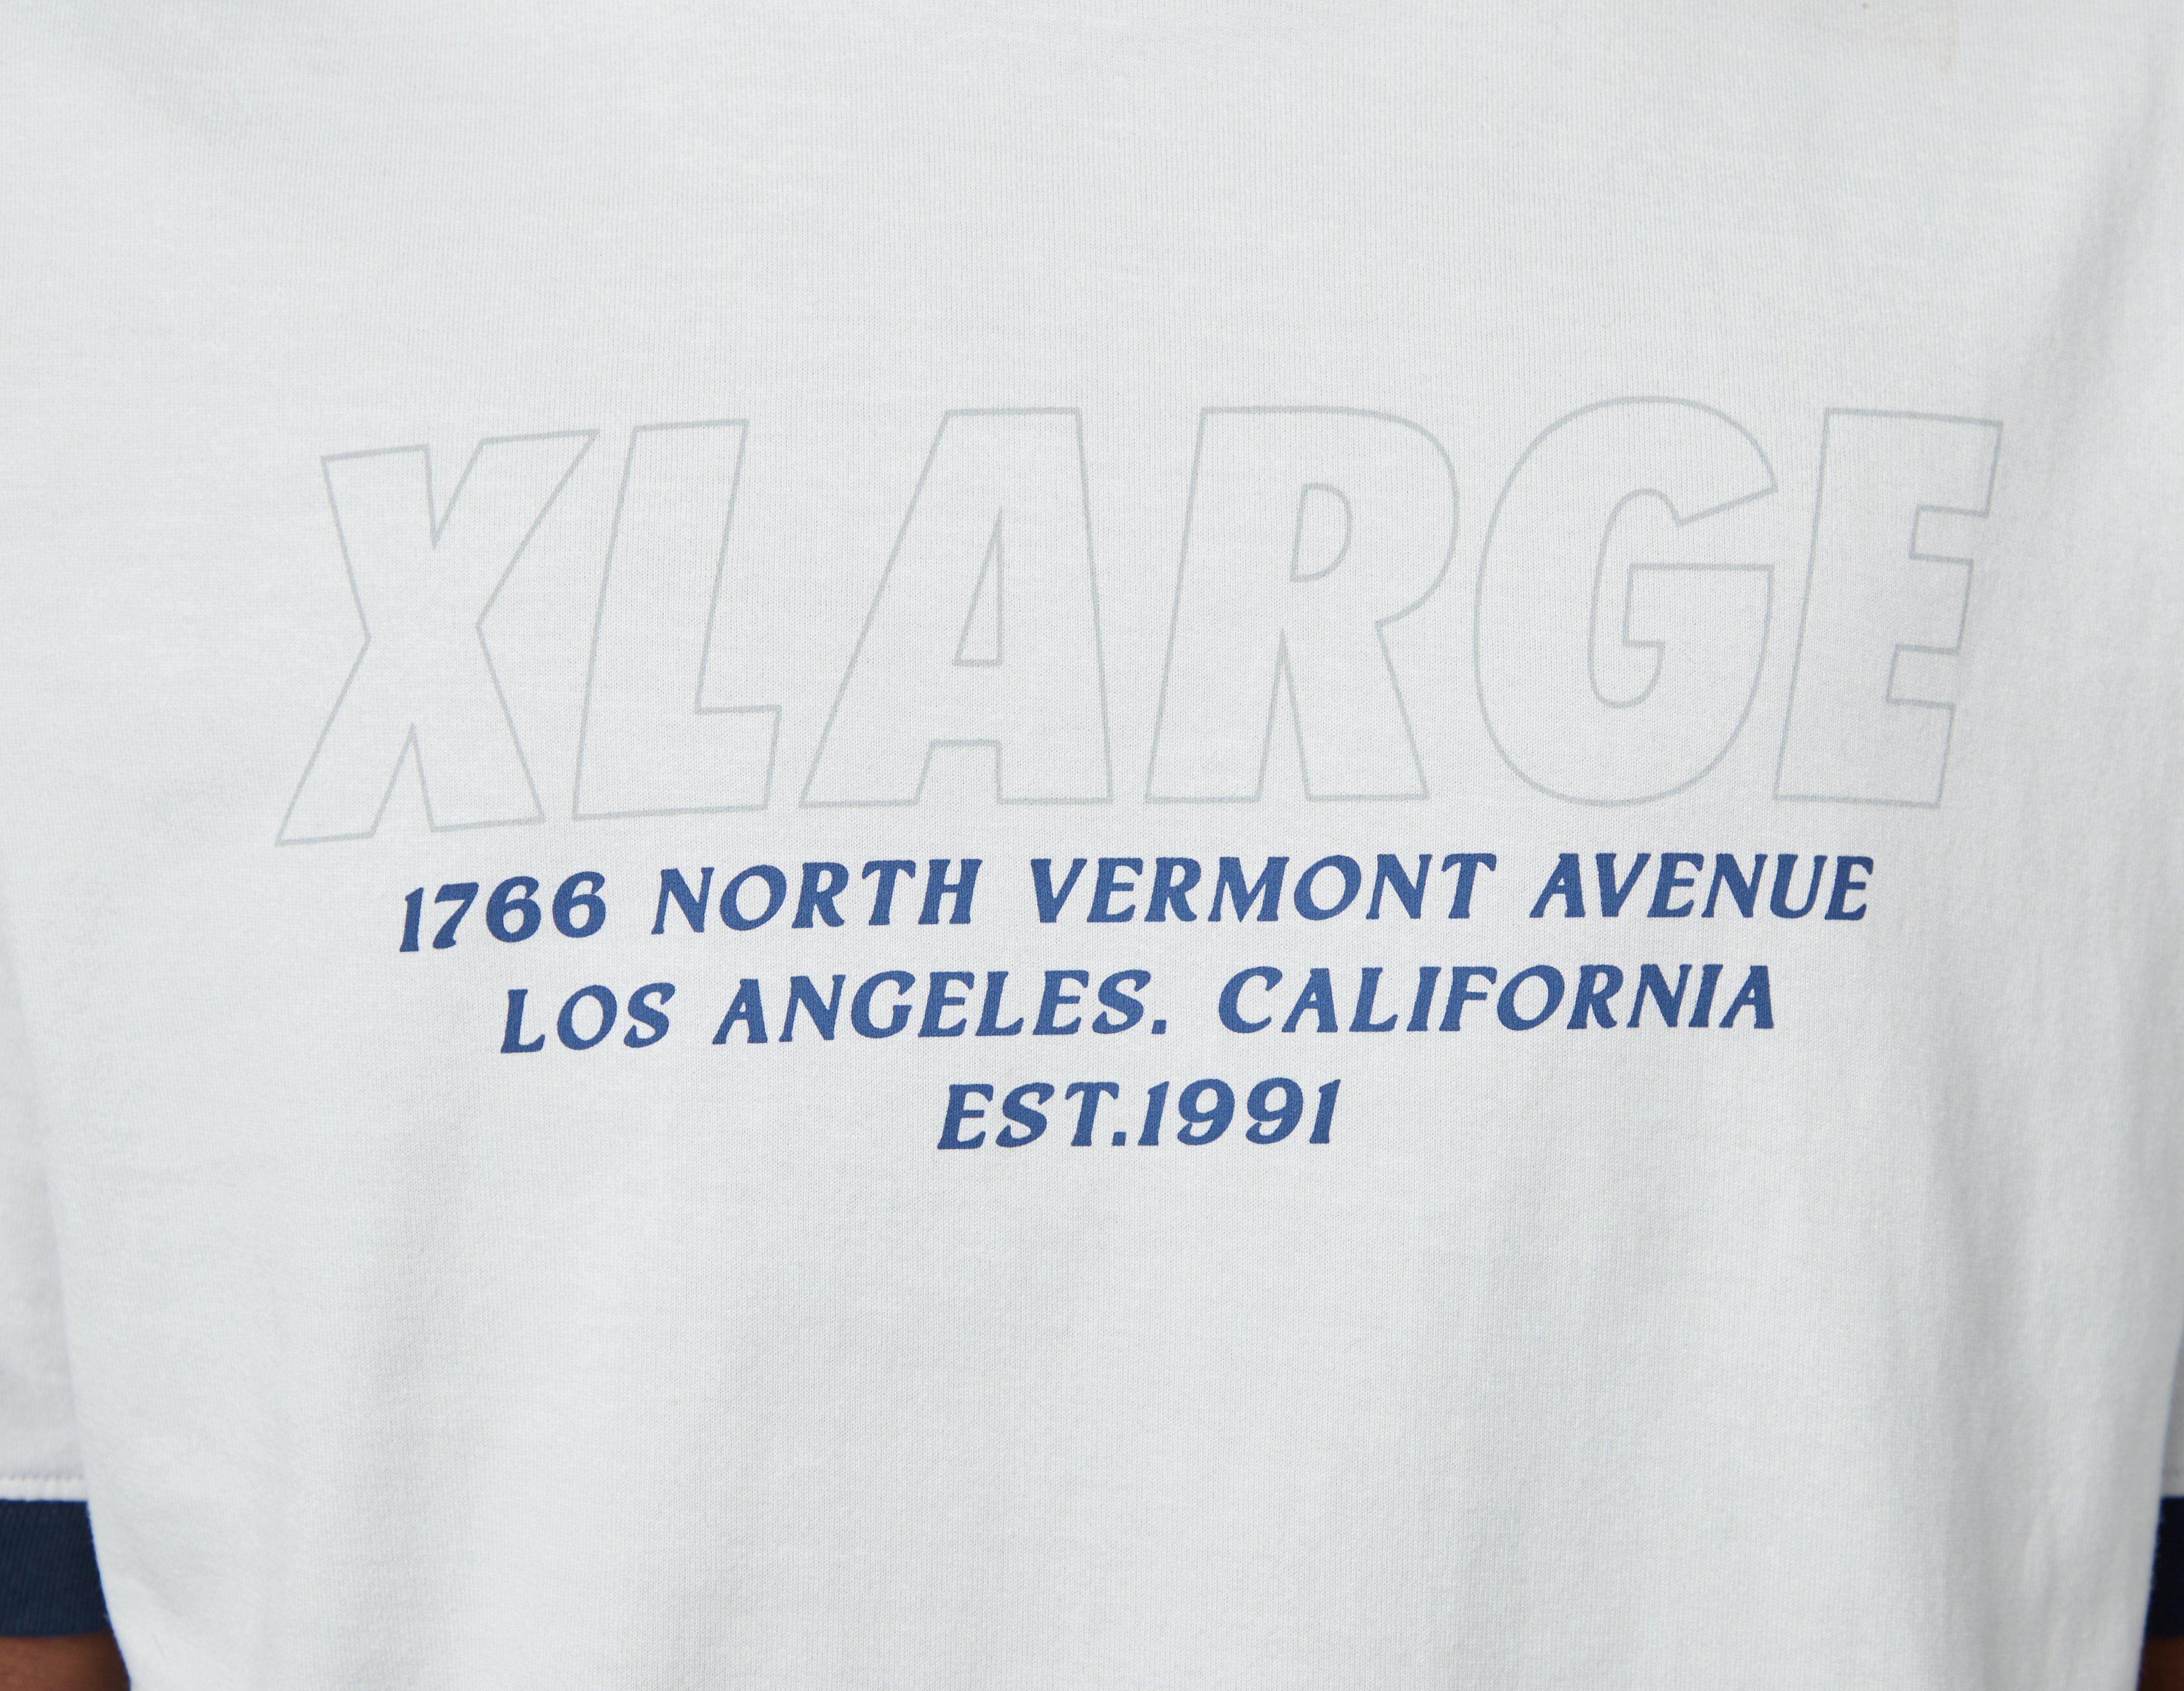 XLARGE
1766 NORTH VERMONT AVENUE
LOS ANGELES. CALIFORNIA
EST.1991